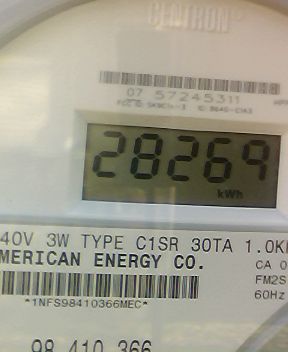 CENTRON
07 57245311
28269
kWh
40V 3W TYPE C1SR 30TA 1.0K
MERICAN ENERGY CO.
CA 0
FM2S
*1NFS98410366MEC*
60Hz
98 410 366